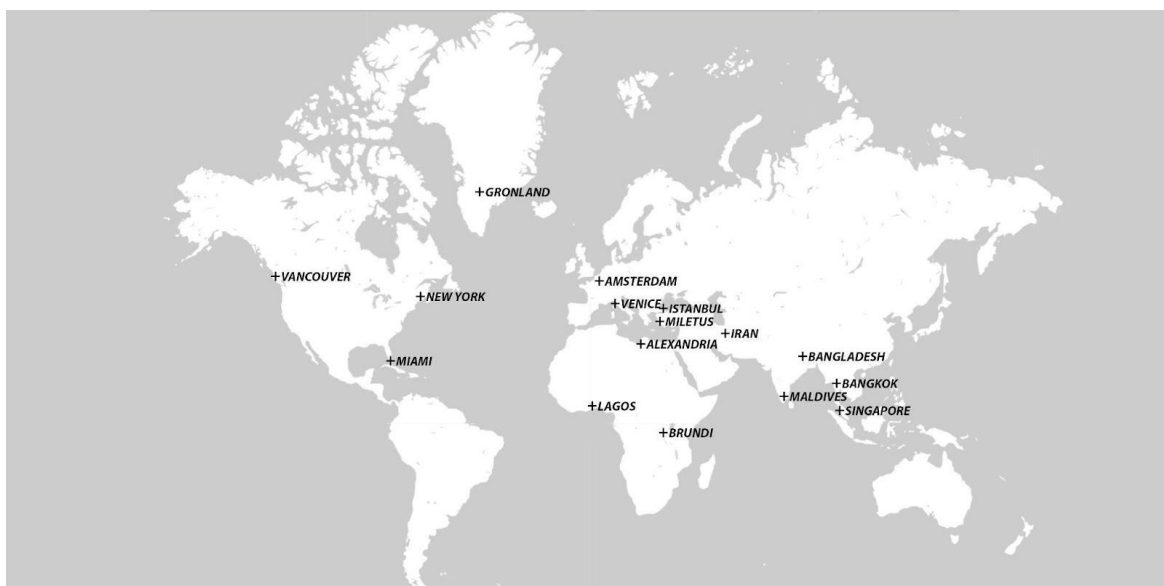 +GRONLAND
+VANCOUVER
+AMSTERDAM
+NEW YORK
+VENICE
+ISTANBUL
+MILETUS
+IRAN
+ALEXANDRIA
+BANGLADESH
+MIAMI
+BANGKOK
+MALDIVES
+LAGOS
+SINGAPORE
+BRUNDI